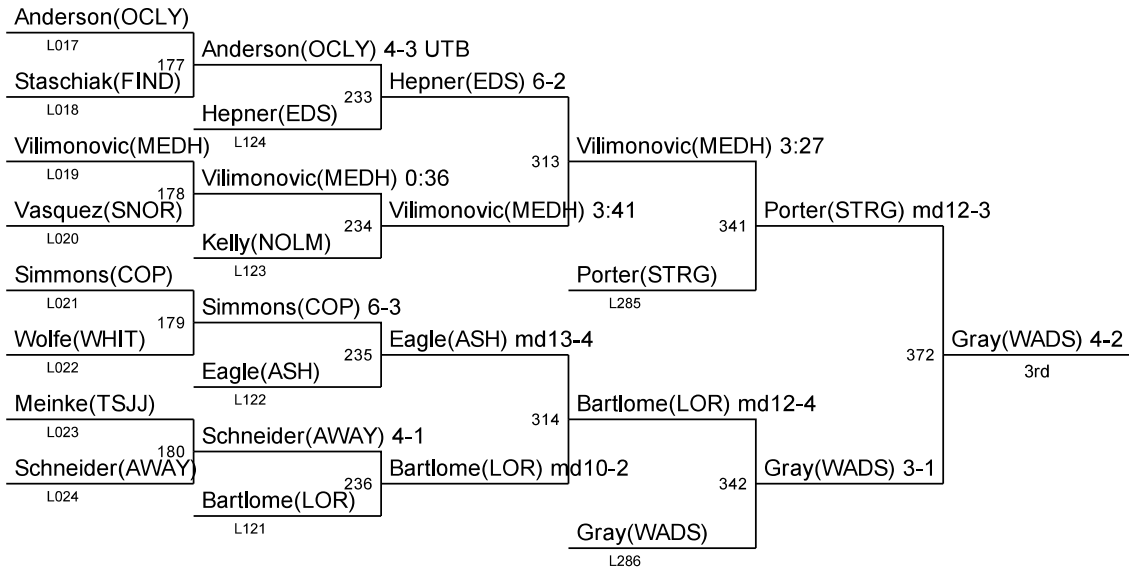 Anderson(OCLY)
L017
177
Anderson(OCLY) 4-3 UTB
Staschiak(FIND)
L018
233
Hepner(EDS) 6-2
Hepner(EDS)
L124
Vilimonovic(MEDH)
L019
313
Vilimonovic(MEDH) 3:27
178
Vilimonovic(MEDH) 0:36
Vasquez(SNOR)
L020
234
Vilimonovic(MEDH) 3:41
341
Porter(STRG) md12-3
Kelly(NOLM)
L123
Simmons(COP)
L021
Porter(STRG)
L285
179
Simmons(COP) 6-3
Wolfe(WHIT)
L022
235
Eagle(ASH) md13-4
372
Gray(WADS) 4-2
3rd
Eagle(ASH)
L122
Meinke(TSJJ)
L023
314
Bartlome(LOR) md12-4
180
Schneider(AWAY) 4-1
Schneider(AWAY)
L024
236
Bartlome(LOR) md10-2
342
Gray(WADS) 3-1
Bartlome(LOR)
L121
Gray(WADS)
L286